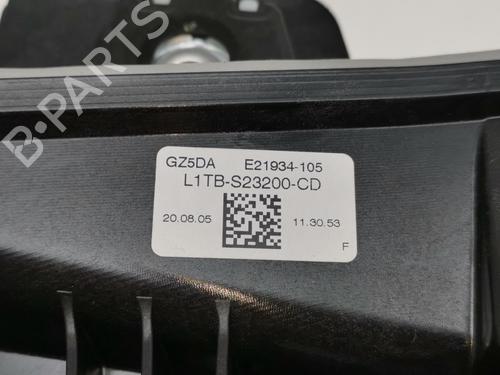 B-PARTS
GZ5DA E21934-105
L1TB-S23200-CD
20.08.05 11.30.53
F